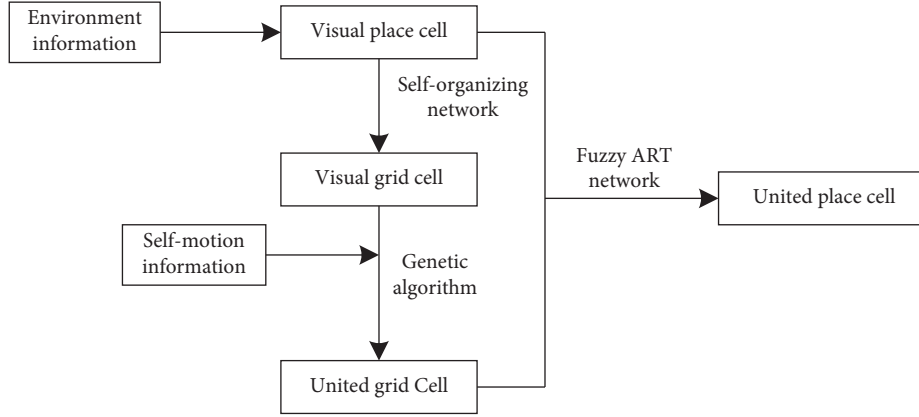 Environment
information
Visual place cell
Self-organizing
network
Visual grid cell
Fuzzy ART
network
United place cell
Self-motion
information
Genetic
algorithm
United grid Cell